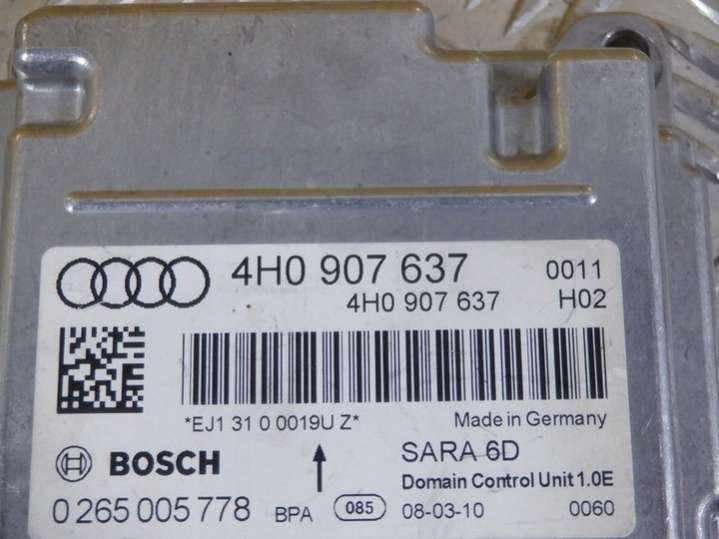 4H0 907 637 0011
4H0 907 637 H02
*EJ1 31 0 0019U Z* Made in Germany
BOSCH SARA 6D
Domain Control Unit 1.0E
0 265 005 778 BPA 085 08-03-10 0060